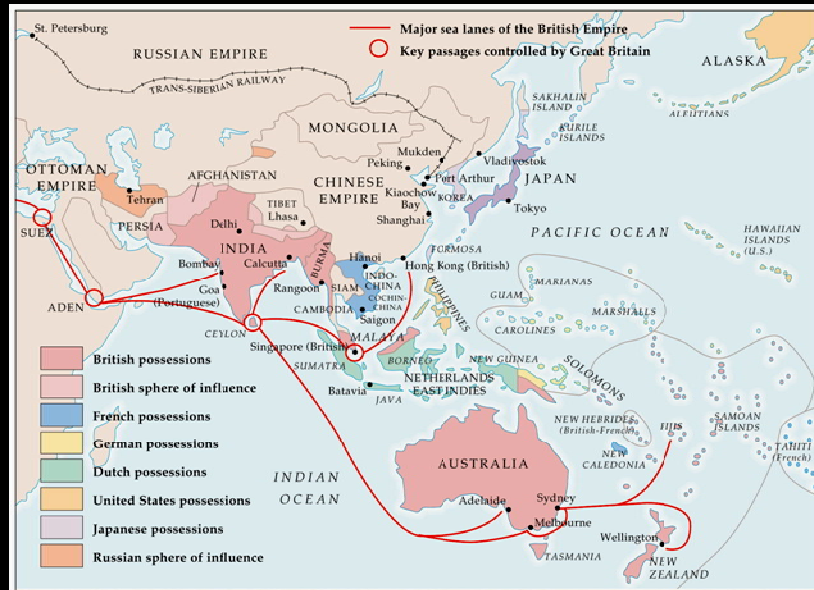 St. Petersburg
Major sea lanes of the British Empire
Key passages controlled by Great Britain
RUSSIAN EMPIRE
ALASKA
TRANS-SIBERIAN RAILWAY
SAKHALIN
ISLAND
ALEUTIANS
MONGOLIA
KURILE
ISLANDS
Mukden
Vladivostok
Peking
OTTOMAN
EMPIRE
AFGHANISTAN
CHINESE
EMPIRE
Port Arthur
JAPAN
Kiaochow
Bay
KOREA
Tehran
TIBET
Lhasa
Tokyo
Shanghai
SUEZ
PERSIA
Delhi
PACIFIC OCEAN
HAWAIIAN
ISLANDS
(U.S.)
INDIA
BURMA
Hanoi
FORMOSA
Bombay
Calcutta
Hong Kong (British)
INDO-
CHINA
MARIANAS
Goa
(Portuguese)
Rangoon
SIAM
COCHIN-
CHINA
PHILIPPINES
GUAM
ADEN
CAMBODIA
MARSHALLS
Saigon
CAROLINES
CEYLON
MALAYA
Singapore (British)
SUMATRA
BORNEO
NEW GUINEA
SOLOMONS
NETHERLANDS
EAST INDIES
Batavia
JAVA
British possessions
British sphere of influence
French possessions
German possessions
Dutch possessions
United States possessions
Japanese possessions
Russian sphere of influence
NEW HEBRIDES
(British-French)
FIJIS
SAMOAN
ISLANDS
TAHITI
(French)
NEW
CALEDONIA
AUSTRALIA
INDIAN
OCEAN
Adelaide
Sydney
Melbourne
Wellington
TASMANIA
NEW
ZEALAND